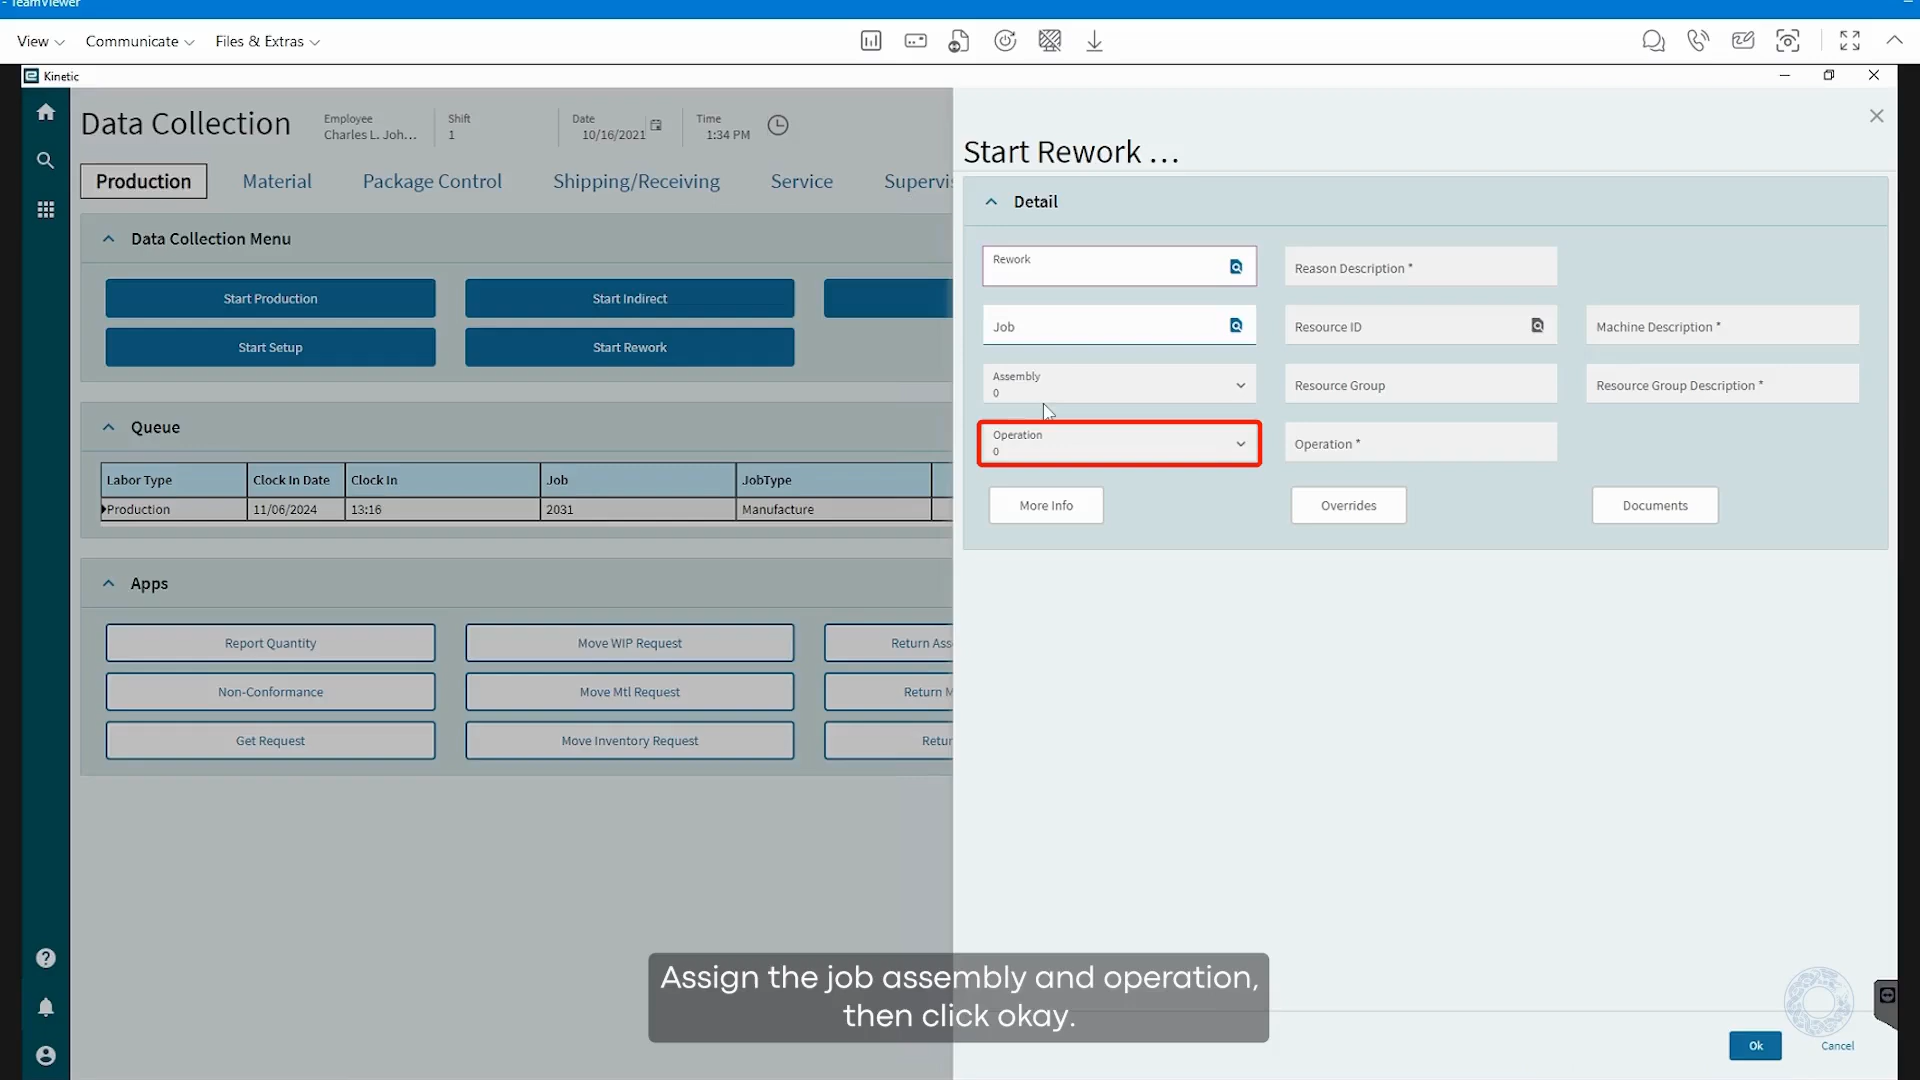 - TeamViewer
View
Communicate
Files & Extras
Kinetic
Data Collection
Employee
Charles L. Joh...
Shift
1
Date
10/16/2021
Time
1:34 PM
Production
Material
Package Control
Shipping/Receiving
Service
Supervis
Data Collection Menu
Start Production
Start Indirect
Start Setup
Start Rework
Queue
Labor Type
Clock In Date
Clock In
Job
JobType
Production
11/06/2024
13:16
2031
Manufacture
Apps
Report Quantity
Move WIP Request
Return Ass
Non-Conformance
Move Mtl Request
Return M
Get Request
Move Inventory Request
Retur
Start Rework ...
Detail
Rework
Reason Description *
Job
Resource ID
Machine Description *
Assembly
0
Resource Group
Resource Group Description *
Operation
0
Operation *
More Info
Overrides
Documents
Assign the job assembly and operation,
then click okay.
Ok
Cancel